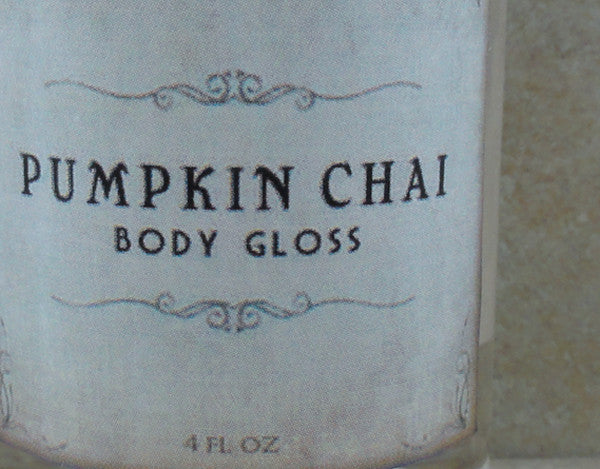 PUMPKIN CHAI
BODY GLOSS
4 FL OZ